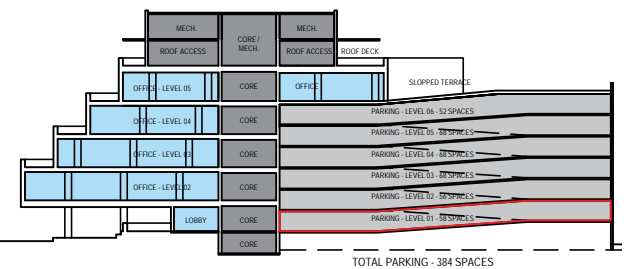 MECH.
CORE /
MECH.
MECH.
ROOF ACCESS
ROOF ACCESS
ROOF DECK
OFFICE - LEVEL 05
CORE
OFFICE
SLOPPED TERRACE
OFFICE - LEVEL 04
CORE
PARKING - LEVEL 06 - 52 SPACES
PARKING - LEVEL 05 - 68 SPACES
OFFICE - LEVEL 03
CORE
PARKING - LEVEL 04 - 68 SPACES
PARKING - LEVEL 03 - 68 SPACES
OFFICE - LEVEL 02
CORE
PARKING - LEVEL 02 - 56 SPACES
LOBBY
CORE
PARKING - LEVEL 01 - 58 SPACES
CORE
TOTAL PARKING - 384 SPACES